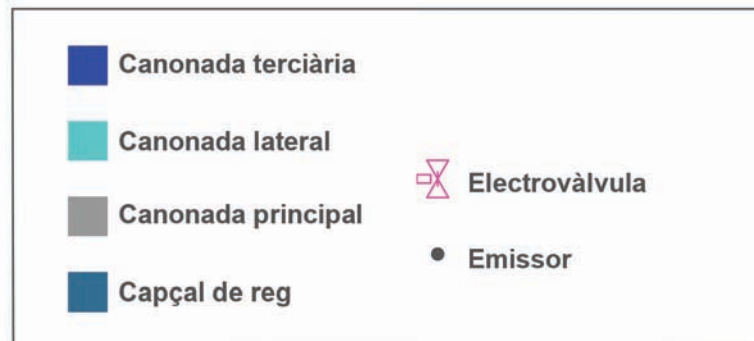 Canonada terciària
Canonada lateral
Canonada principal
Capçal de reg
Electrovàlvula
Emissor